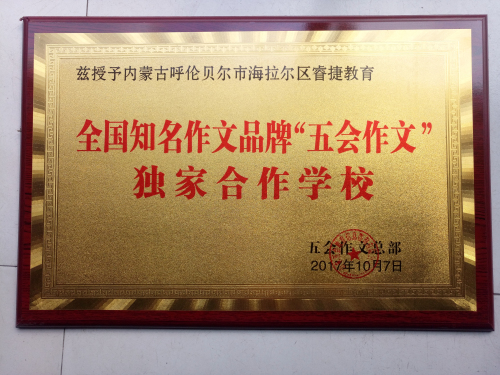 兹授予内蒙古呼伦贝尔市海拉尔区睿捷教育
全国知名作文品牌“五会作文”
独家合作学校
五会作文总部
2017年10月7日